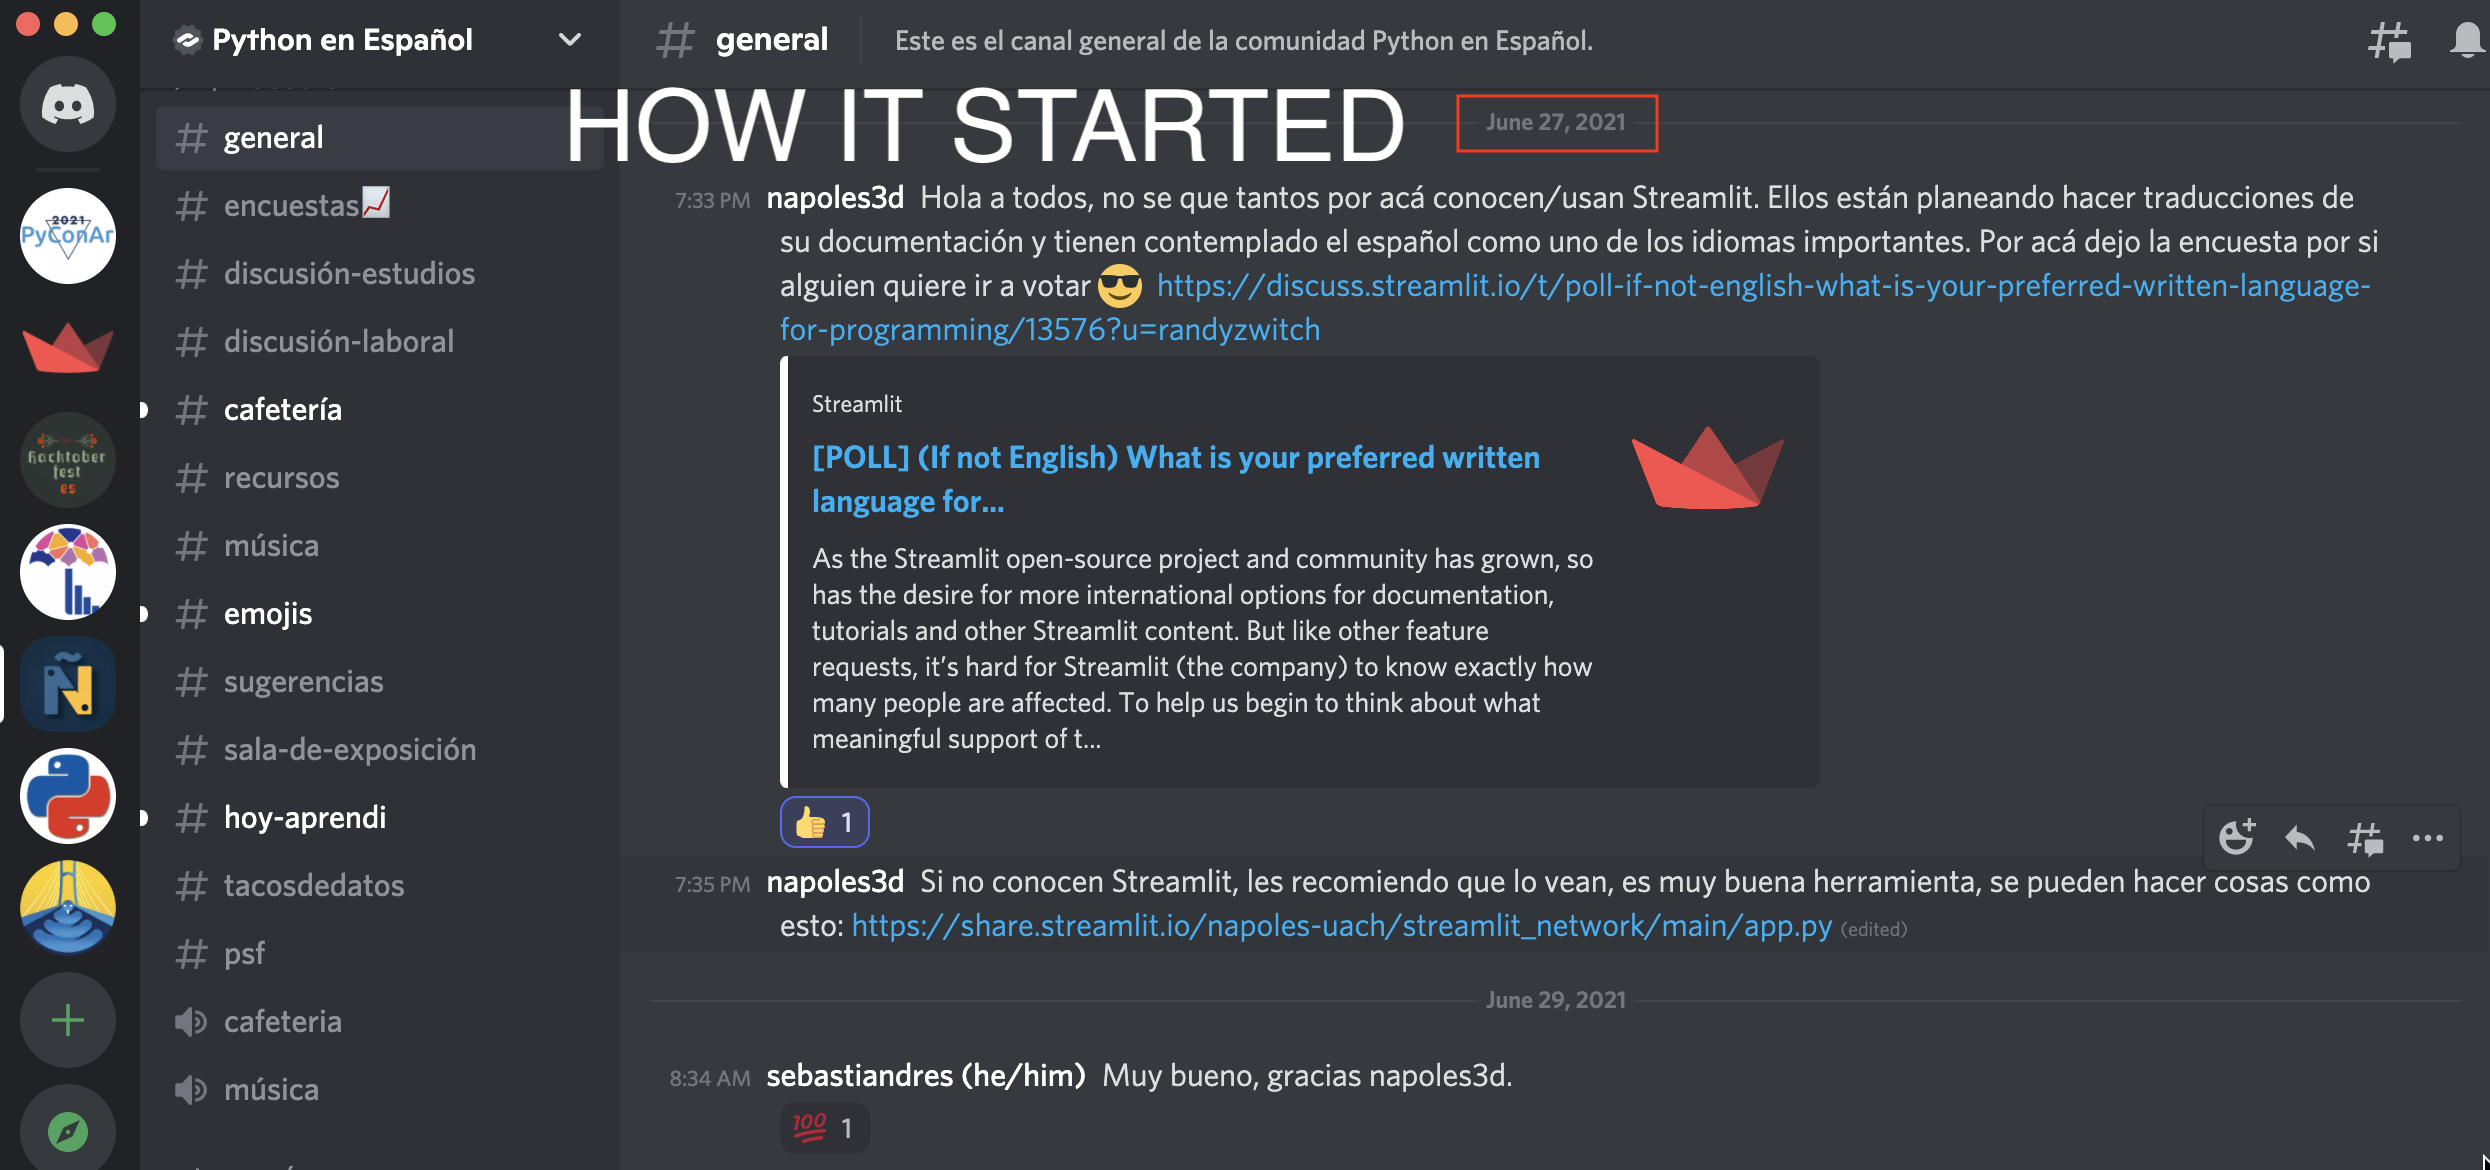 Python en Español
general
Este es el canal general de la comunidad Python en Español.
HOW IT STARTED
June 27, 2021
2021
PyConAr
hacktober
fest
es
general
encuestas📈
discusión-estudios
discusión-laboral
cafetería
recursos
música
emojis
sugerencias
sala-de-exposición
hoy-aprendi
tacosdedatos
psf
cafeteria
música
7:33 PM napoles3d Hola a todos, no se que tantos por acá conocen/usan Streamlit. Ellos están planeando hacer traducciones de
su documentación y tienen contemplado el español como uno de los idiomas importantes. Por acá dejo la encuesta por si
alguien quiere ir a votar 😎 https://discuss.streamlit.io/t/poll-if-not-english-what-is-your-preferred-written-language-
for-programming/13576?u=randyzwitch
Streamlit
[POLL] (If not English) What is your preferred written
language for...
As the Streamlit open-source project and community has grown, so
has the desire for more international options for documentation,
tutorials and other Streamlit content. But like other feature
requests, it's hard for Streamlit (the company) to know exactly how
many people are affected. To help us begin to think about what
meaningful support of t...
👍 1
7:35 PM napoles3d Si no conocen Streamlit, les recomiendo que lo vean, es muy buena herramienta, se pueden hacer cosas como
esto: https://share.streamlit.io/napoles-uach/streamlit_network/main/app.py (edited)
June 29, 2021
8:34 AM sebastiandres (he/him) Muy bueno, gracias napoles3d.
💯 1